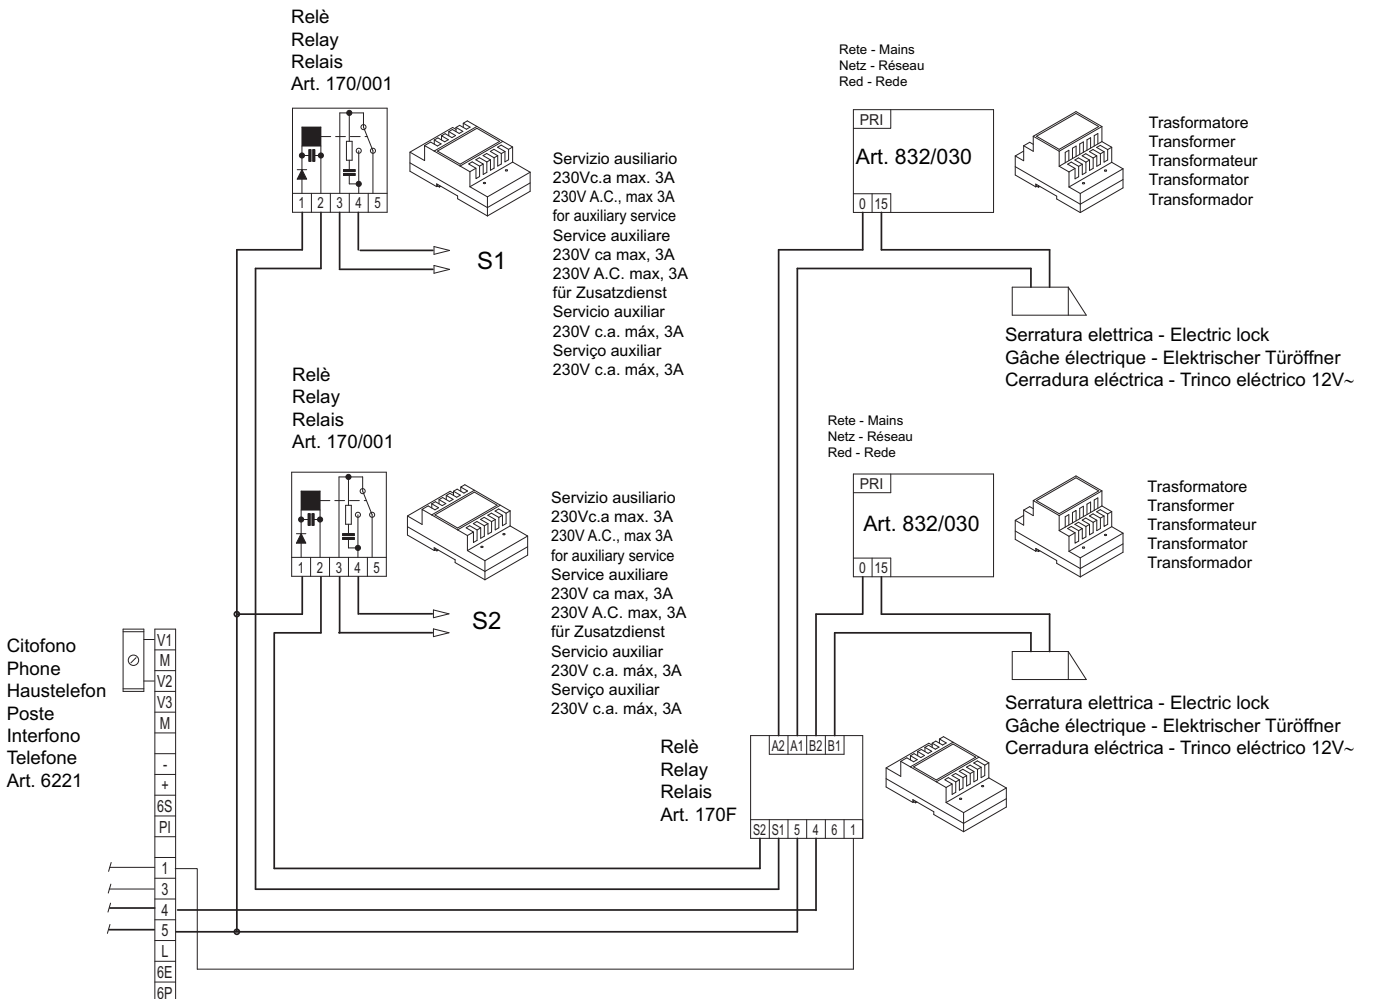 Relè
Relay
Relais
Art. 170/001
1 2 3 4 5
S1
Servizio ausiliario
230Vc.a max. 3A
230V A.C., max 3A
for auxiliary service
Service auxiliare
230V ca max, 3A
230V A.C. max, 3A
für Zusatzdienst
Servicio auxiliar
230V c.a. máx, 3A
Serviço auxiliar
230V c.a. máx, 3A
Rete - Mains
Netz - Réseau
Red - Rede
PRI
Art. 832/030
0 15
Trasformatore
Transformer
Transformateur
Transformator
Transformador
Serratura elettrica - Electric lock
Gâche électrique - Elektrischer Türöffner
Cerradura eléctrica - Trinco eléctrico 12V~
Relè
Relay
Relais
Art. 170/001
1 2 3 4 5
S2
Servizio ausiliario
230Vc.a max. 3A
230V A.C., max 3A
for auxiliary service
Service auxiliare
230V ca max, 3A
230V A.C. max, 3A
für Zusatzdienst
Servicio auxiliar
230V c.a. máx, 3A
Serviço auxiliar
230V c.a. máx, 3A
Rete - Mains
Netz - Réseau
Red - Rede
PRI
Art. 832/030
0 15
Trasformatore
Transformer
Transformateur
Transformator
Transformador
Serratura elettrica - Electric lock
Gâche électrique - Elektrischer Türöffner
Cerradura eléctrica - Trinco eléctrico 12V~
Citofono
Phone
Haustelefon
Poste
Interfono
Telefone
Art. 6221
V1
M
V2
V3
M
-
+
6S
PI
1
3
4
5
L
6E
6P
Relè
Relay
Relais
Art. 170F
A2 A1 B2 B1
S2 S1 5 4 6 1